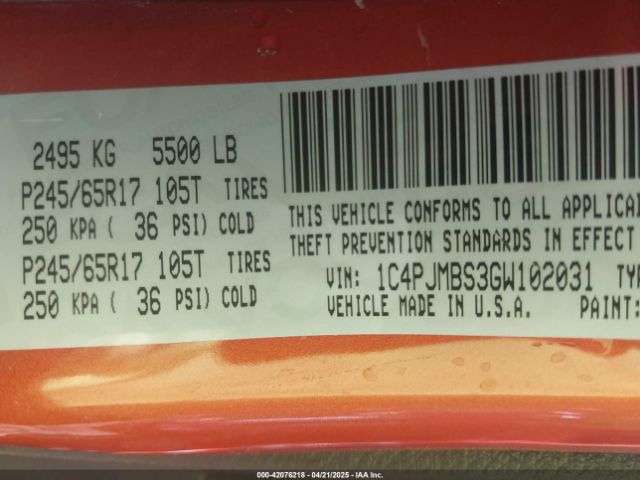 2495 KG 5500 LB
P245/65R17 105T TIRES
250 KPA ( 36 PSI) COLD
P245/65R17 105T TIRES
250 KPA ( 36 PSI) COLD
THIS VEHICLE CONFORMS TO ALL APPLICA
THEFT PREVENTION STANDARDS IN EFFECT
VIN: 1C4PJMBS3GW102031 TYP
VEHICLE MADE IN U.S.A. PAINT:
000-42076218 - 04/21/2025 - IAA Inc.